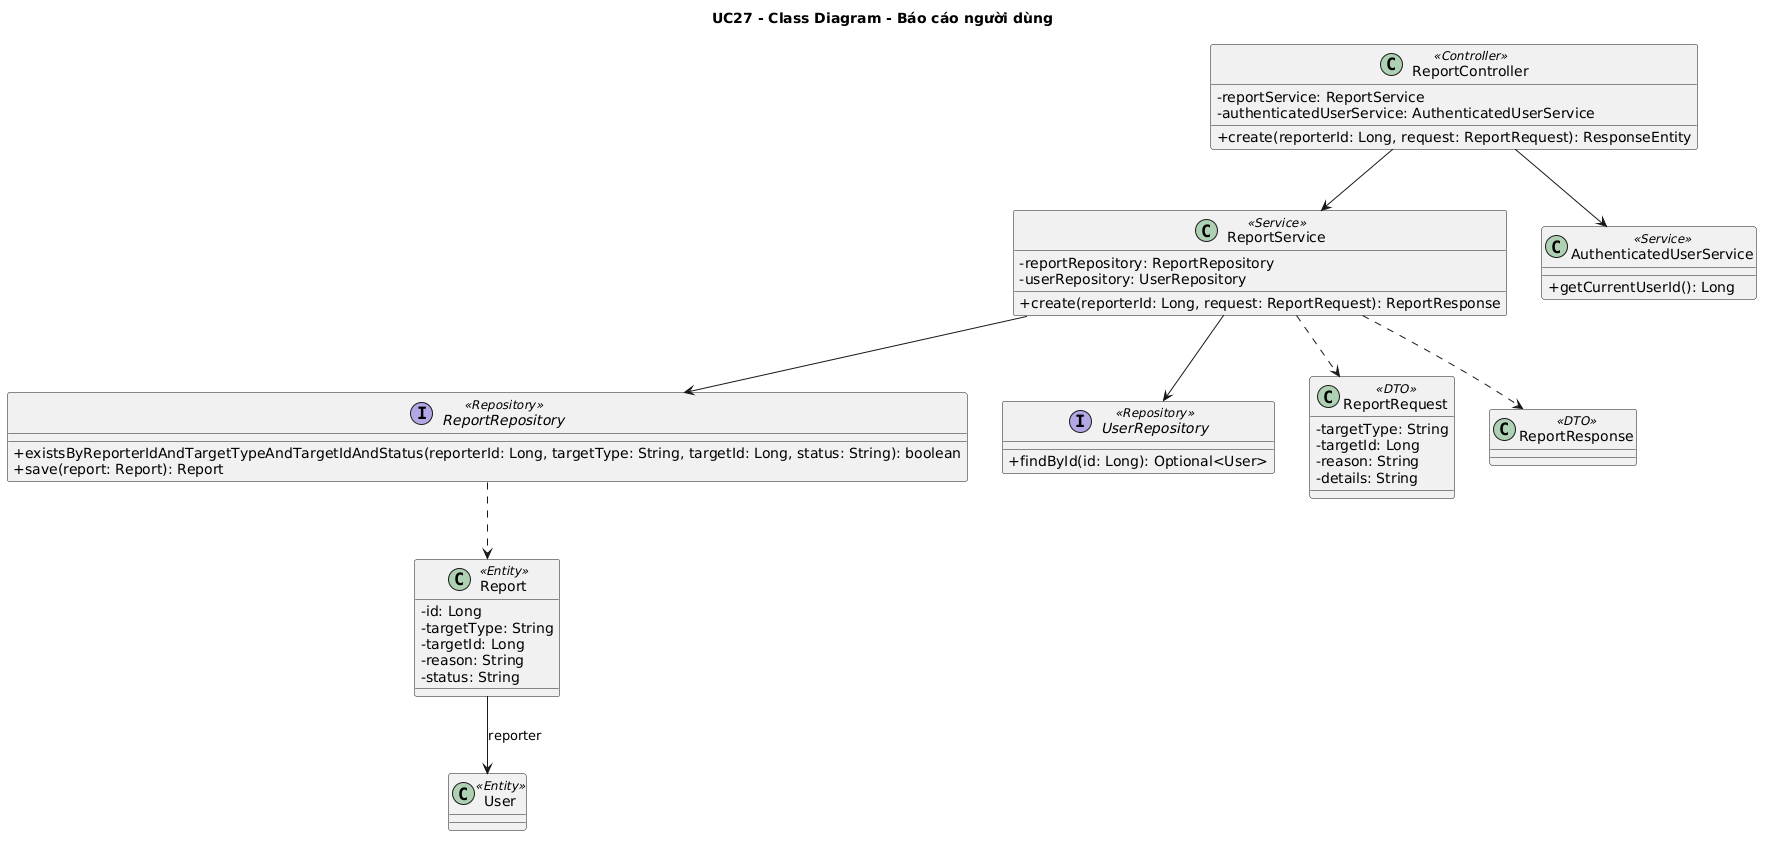 UC27 - Class Diagram - Báo cáo người dùng
C
«Controller»
ReportController
-reportService: ReportService
-authenticatedUserService: AuthenticatedUserService
+create(reporterId: Long, request: ReportRequest): ResponseEntity
C
«Service»
ReportService
-reportRepository: ReportRepository
-userRepository: UserRepository
+create(reporterId: Long, request: ReportRequest): ReportResponse
C
«Service»
AuthenticatedUserService
+getCurrentUserId(): Long
I
«Repository»
ReportRepository
+existsByReporterIdAndTargetTypeAndTargetIdAndStatus(reporterId: Long, targetType: String, targetId: Long, status: String): boolean
+save(report: Report): Report
I
«Repository»
UserRepository
+findById(id: Long): Optional<User>
C
«DTO»
ReportRequest
-targetType: String
-targetId: Long
-reason: String
-details: String
C
«DTO»
ReportResponse
C
«Entity»
Report
-id: Long
-targetType: String
-targetId: Long
-reason: String
-status: String
reporter
C
«Entity»
User